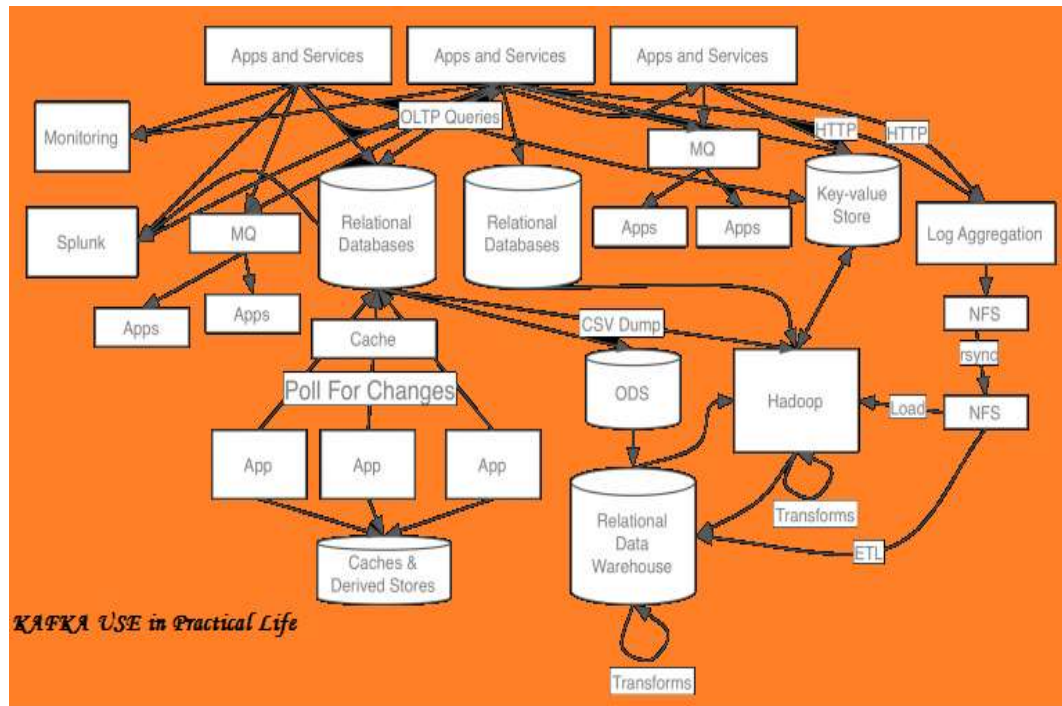 Apps and Services
Apps and Services
Apps and Services
Monitoring
OLTP Queries
HTTP
HTTP
MQ
Key-value
Store
Relational
Databases
Relational
Databases
Apps
Apps
Splunk
MQ
Log Aggregation
Apps
Apps
NFS
CSV Dump
Cache
rsync
Poll For Changes
ODS
Hadoop
Load
NFS
App
App
App
Transforms
Relational
Data
Warehouse
ETL
Caches &
Derived Stores
KAFKA USE in Practical Life
Transforms